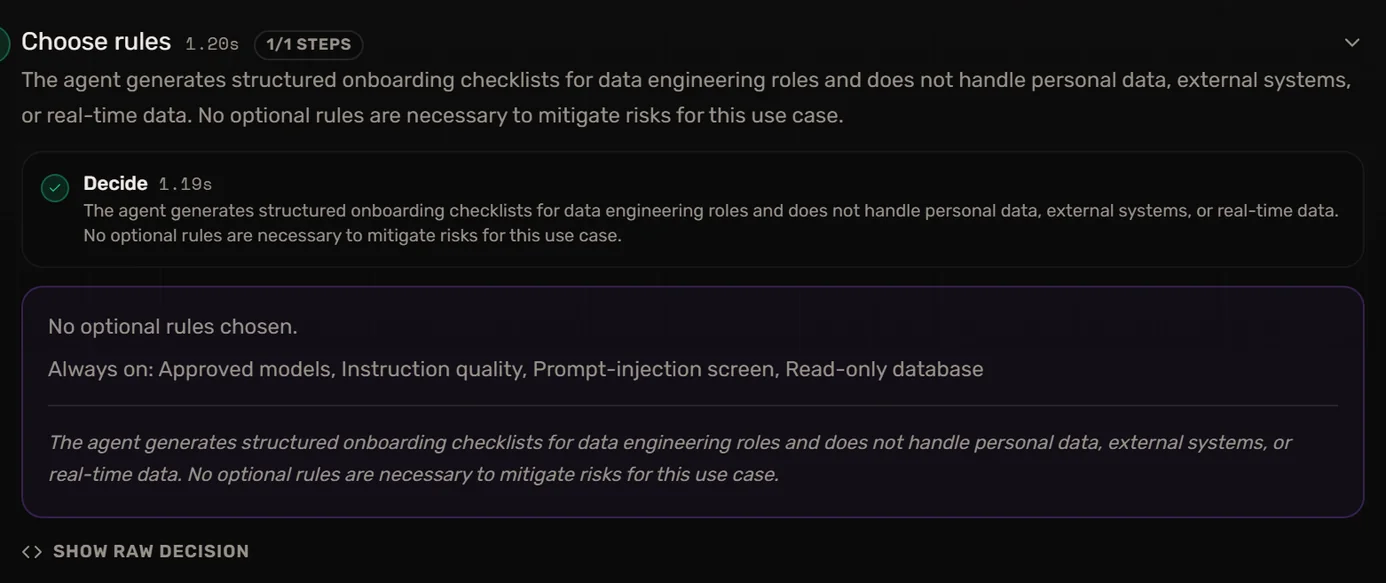 Choose rules 1.20s 1/1 STEPS
The agent generates structured onboarding checklists for data engineering roles and does not handle personal data, external systems,
or real-time data. No optional rules are necessary to mitigate risks for this use case.
Decide 1.19s
The agent generates structured onboarding checklists for data engineering roles and does not handle personal data, external systems, or real-time data.
No optional rules are necessary to mitigate risks for this use case.
No optional rules chosen.
Always on: Approved models, Instruction quality, Prompt-injection screen, Read-only database
The agent generates structured onboarding checklists for data engineering roles and does not handle personal data, external systems, or
real-time data. No optional rules are necessary to mitigate risks for this use case.
<> SHOW RAW DECISION